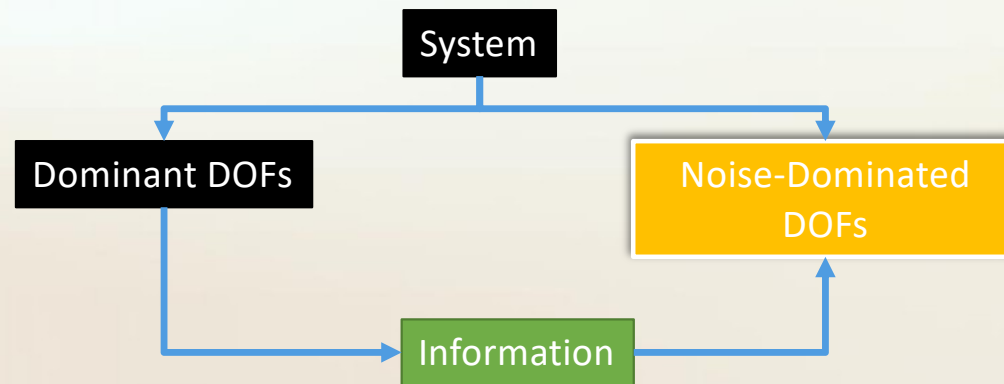 System
Dominant DOFs
Noise-Dominated
DOFs
Information